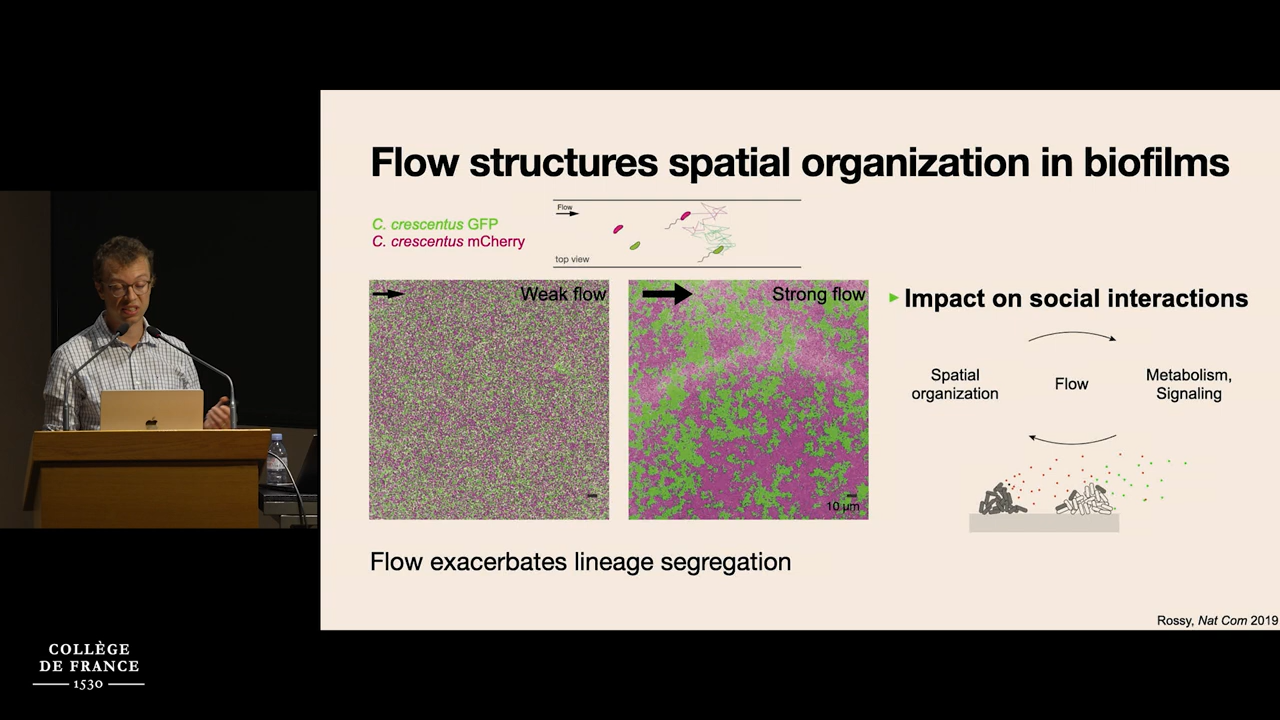 Flow structures spatial organization in biofilms
C. crescentus GFP
C. crescentus mCherry
Flow
top view
Weak flow
Strong flow
10 µm
Impact on social interactions
Spatial
organization
Flow
Metabolism,
Signaling
Flow exacerbates lineage segregation
Rossy, Nat Com 2019
COLLÈGE
DE FRANCE
1530